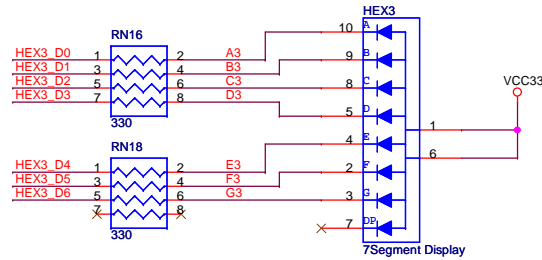 HEX3
RN16
HEX3_D0 1 2 A3 10 A
HEX3_D1 3 4 B3 9 B
HEX3_D2 5 6 C3 8 C
HEX3_D3 7 8 D3 5 D
330
VCC33
1
6
RN18
HEX3_D4 1 2 E3 4 E
HEX3_D5 3 4 F3 2 F
HEX3_D6 5 6 G3 3 G
7 8 7 DP
330
7Segment Display